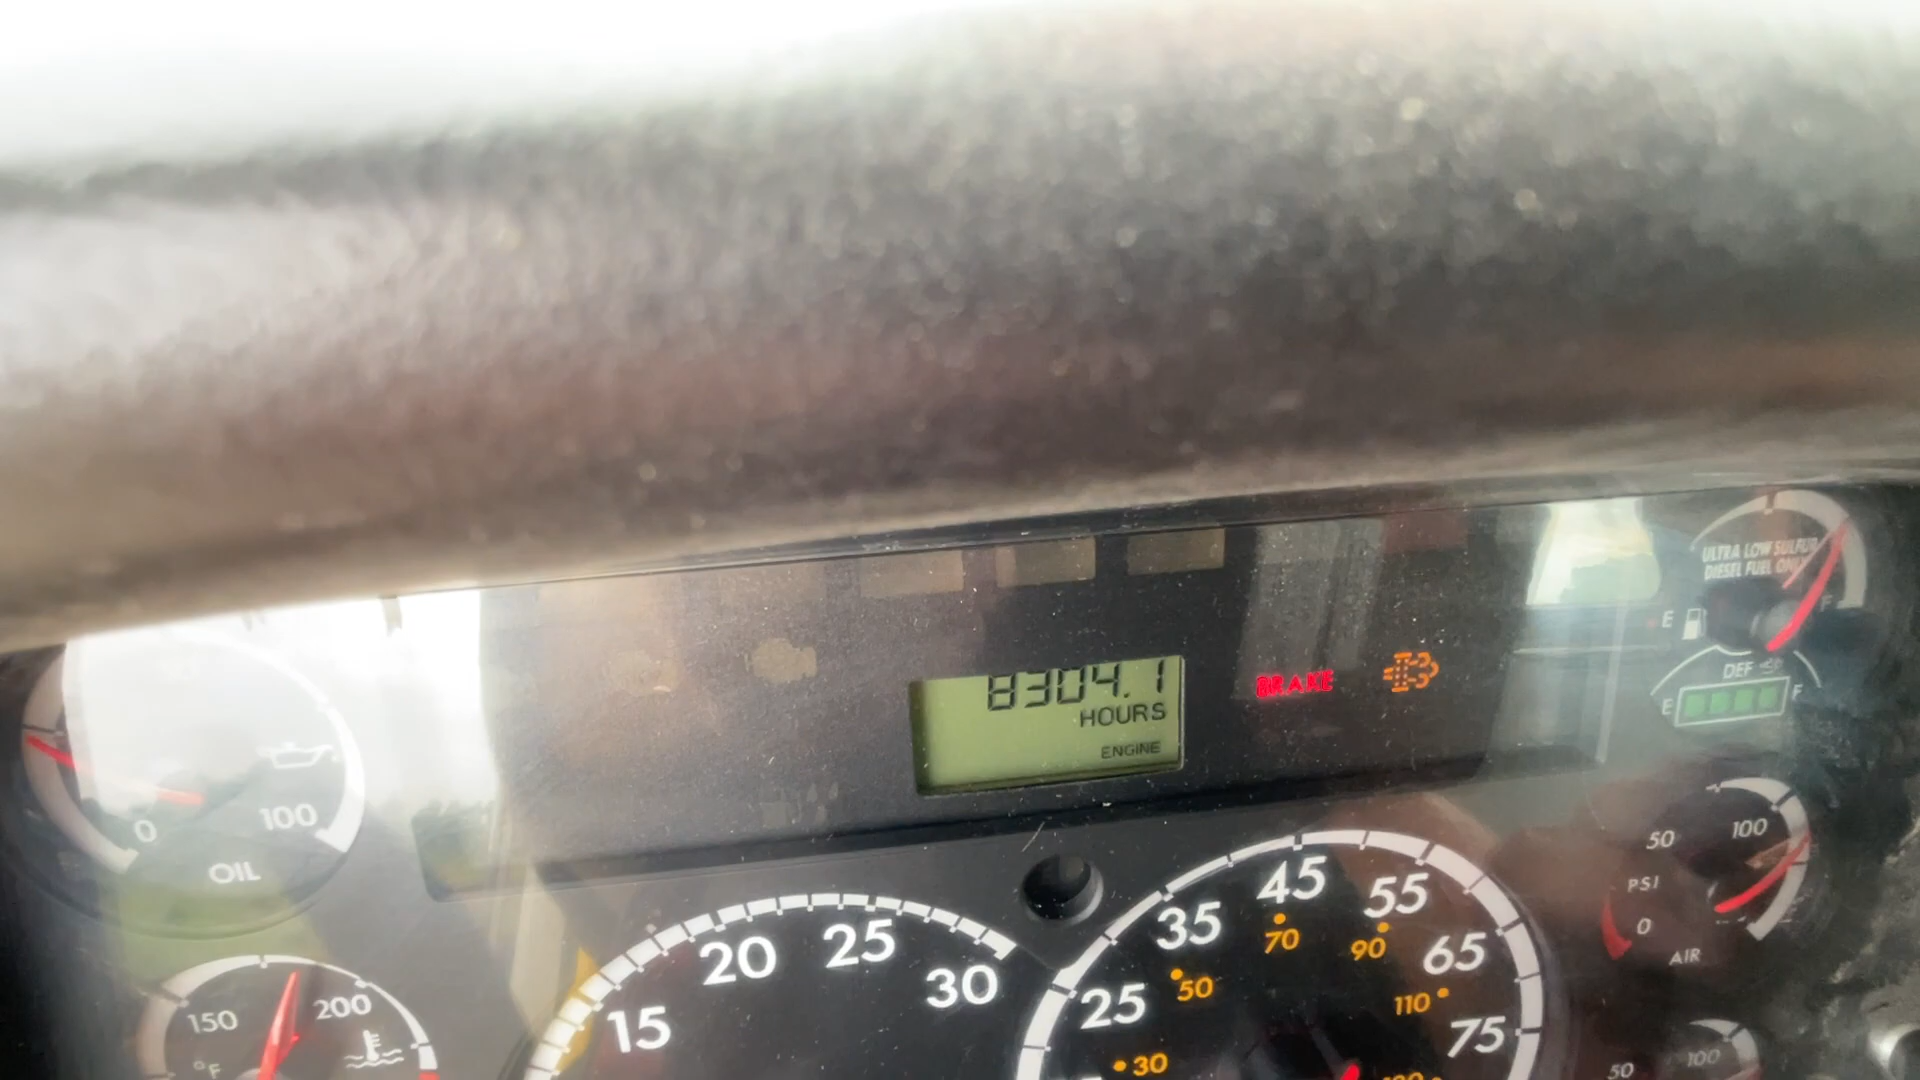 ULTRA LOW SULFUR
DIESEL FUEL ONLY
E F
DEF
E F
8304.1
HOURS
ENGINE
BRAKE
0 100
OIL
50 100
PSI
0
AIR
150 200
°F
15 20 25 30
25 35 45 55 65 75
30 50 70 90 110
50 100